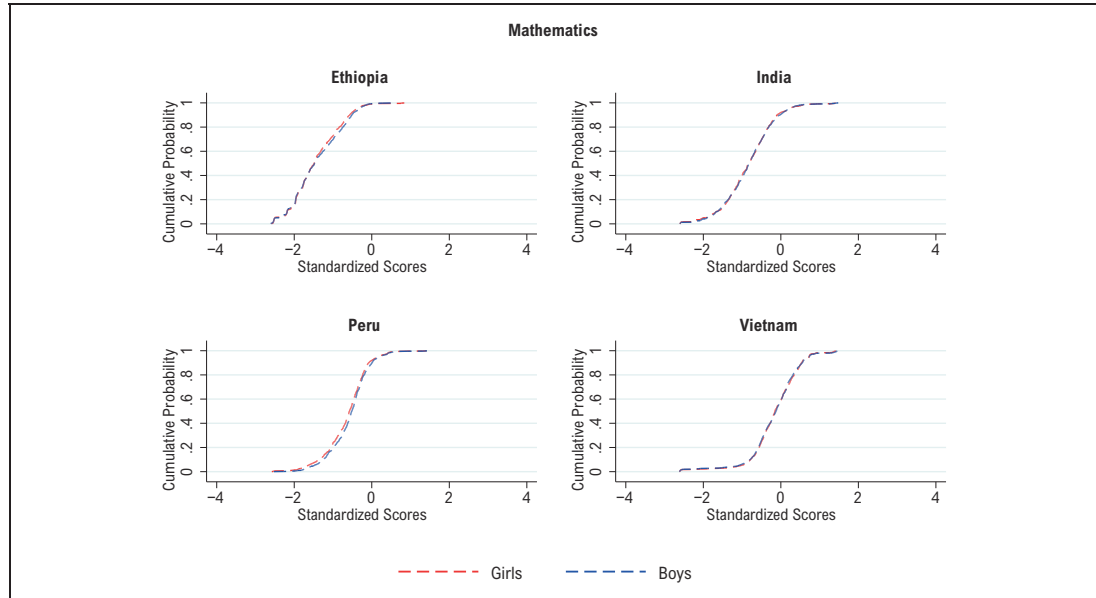 Mathematics
Ethiopia
Cumulative Probability
0 .2 .4 .6 .8 1
−4 −2 0 2 4
Standardized Scores
India
Cumulative Probability
0 .2 .4 .6 .8 1
−4 −2 0 2 4
Standardized Scores
Peru
Cumulative Probability
0 .2 .4 .6 .8 1
−4 −2 0 2 4
Standardized Scores
Vietnam
Cumulative Probability
0 .2 .4 .6 .8 1
−4 −2 0 2 4
Standardized Scores
Girls Boys